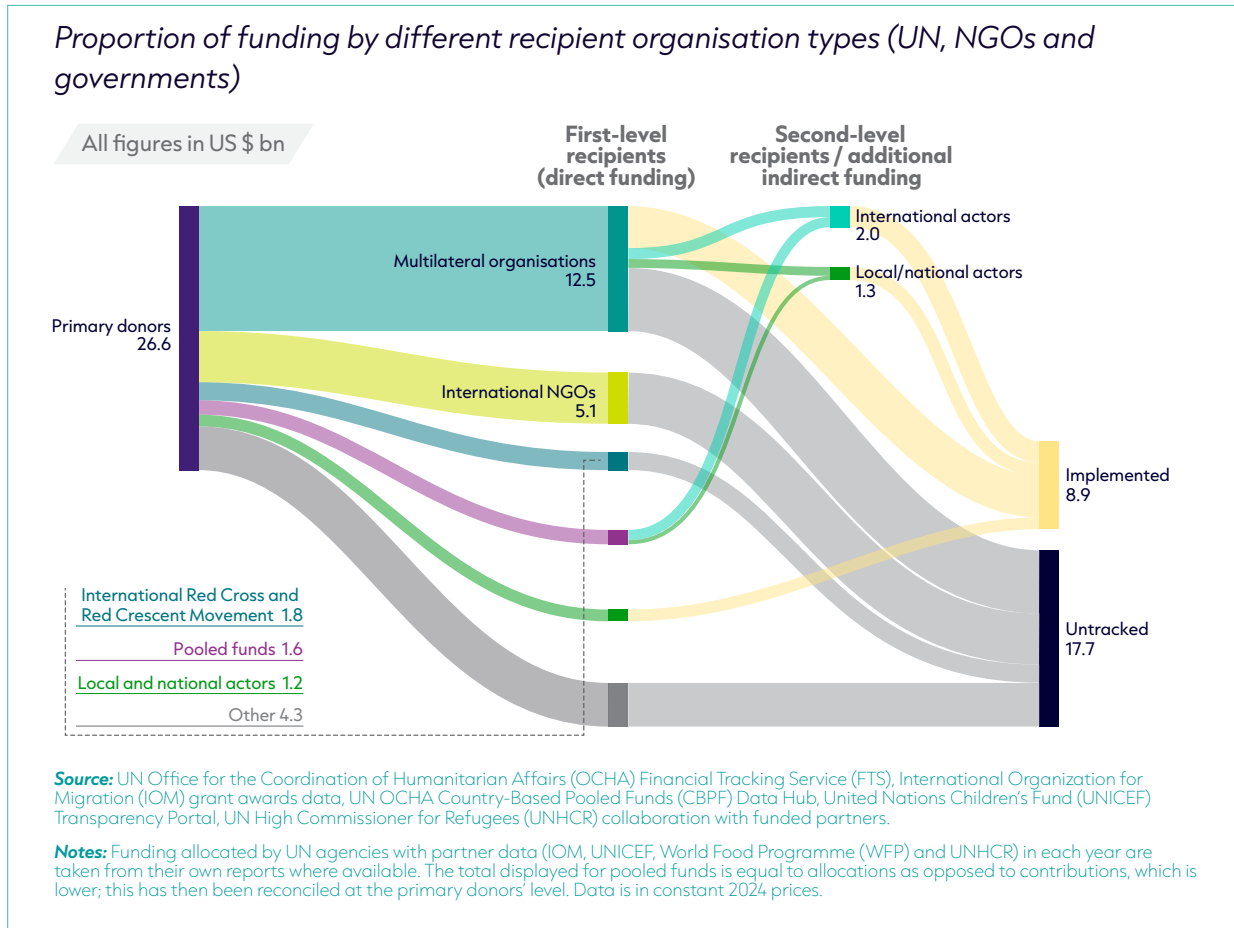 Proportion of funding by different recipient organisation types (UN, NGOs and
governments)
All figures in US $ bn
First-level
recipients
(direct funding)
Second-level
recipients / additional
indirect funding
International actors
2.0
Multilateral organisations
12.5
Local/national actors
1.3
Primary donors
26.6
International NGOs
5.1
Implemented
8.9
International Red Cross and
Red Crescent Movement 1.8
Pooled funds 1.6
Local and national actors 1.2
Other 4.3
Untracked
17.7
Source: UN Office for the Coordination of Humanitarian Affairs (OCHA) Financial Tracking Service (FTS), International Organization for
Migration (IOM) grant awards data, UN OCHA Country-Based Pooled Funds (CBPF) Data Hub, United Nations Children's Fund (UNICEF)
Transparency Portal, UN High Commissioner for Refugees (UNHCR) collaboration with funded partners.
Notes: Funding allocated by UN agencies with partner data (IOM, UNICEF, World Food Programme (WFP) and UNHCR) in each year are
taken from their own reports where available. The total displayed for pooled funds is equal to allocations as opposed to contributions, which is
lower; this has then been reconciled at the primary donors' level. Data is in constant 2024 prices.